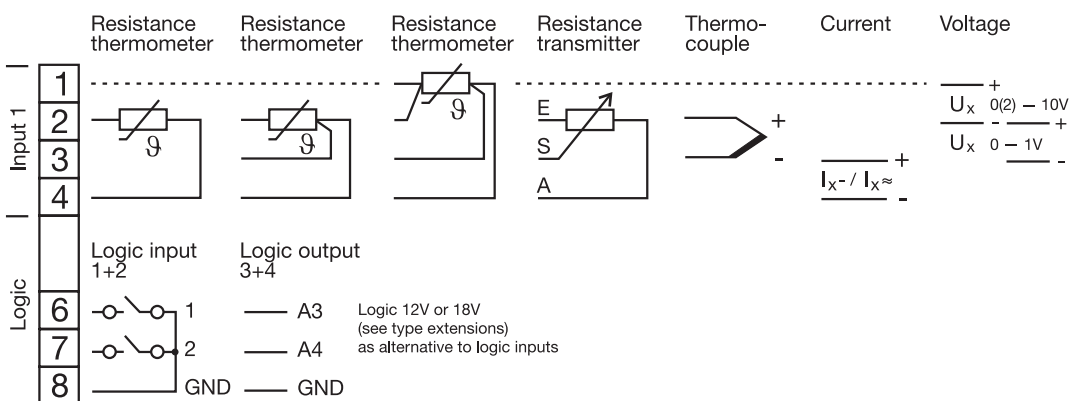 Resistance thermometer
Resistance thermometer
Resistance thermometer
Resistance transmitter
Thermo-
couple
Current
Voltage
Input 1
1
2
3
4
ϑ
ϑ
ϑ
E
S
A
+
-
+
Ix- / Ix≈
-
+
Ux 0(2) – 10V
- +
Ux 0 – 1V
-
Logic
Logic input
1+2
Logic output
3+4
6
7
8
1
2
GND
A3
A4
GND
Logic 12V or 18V
(see type extensions)
as alternative to logic inputs